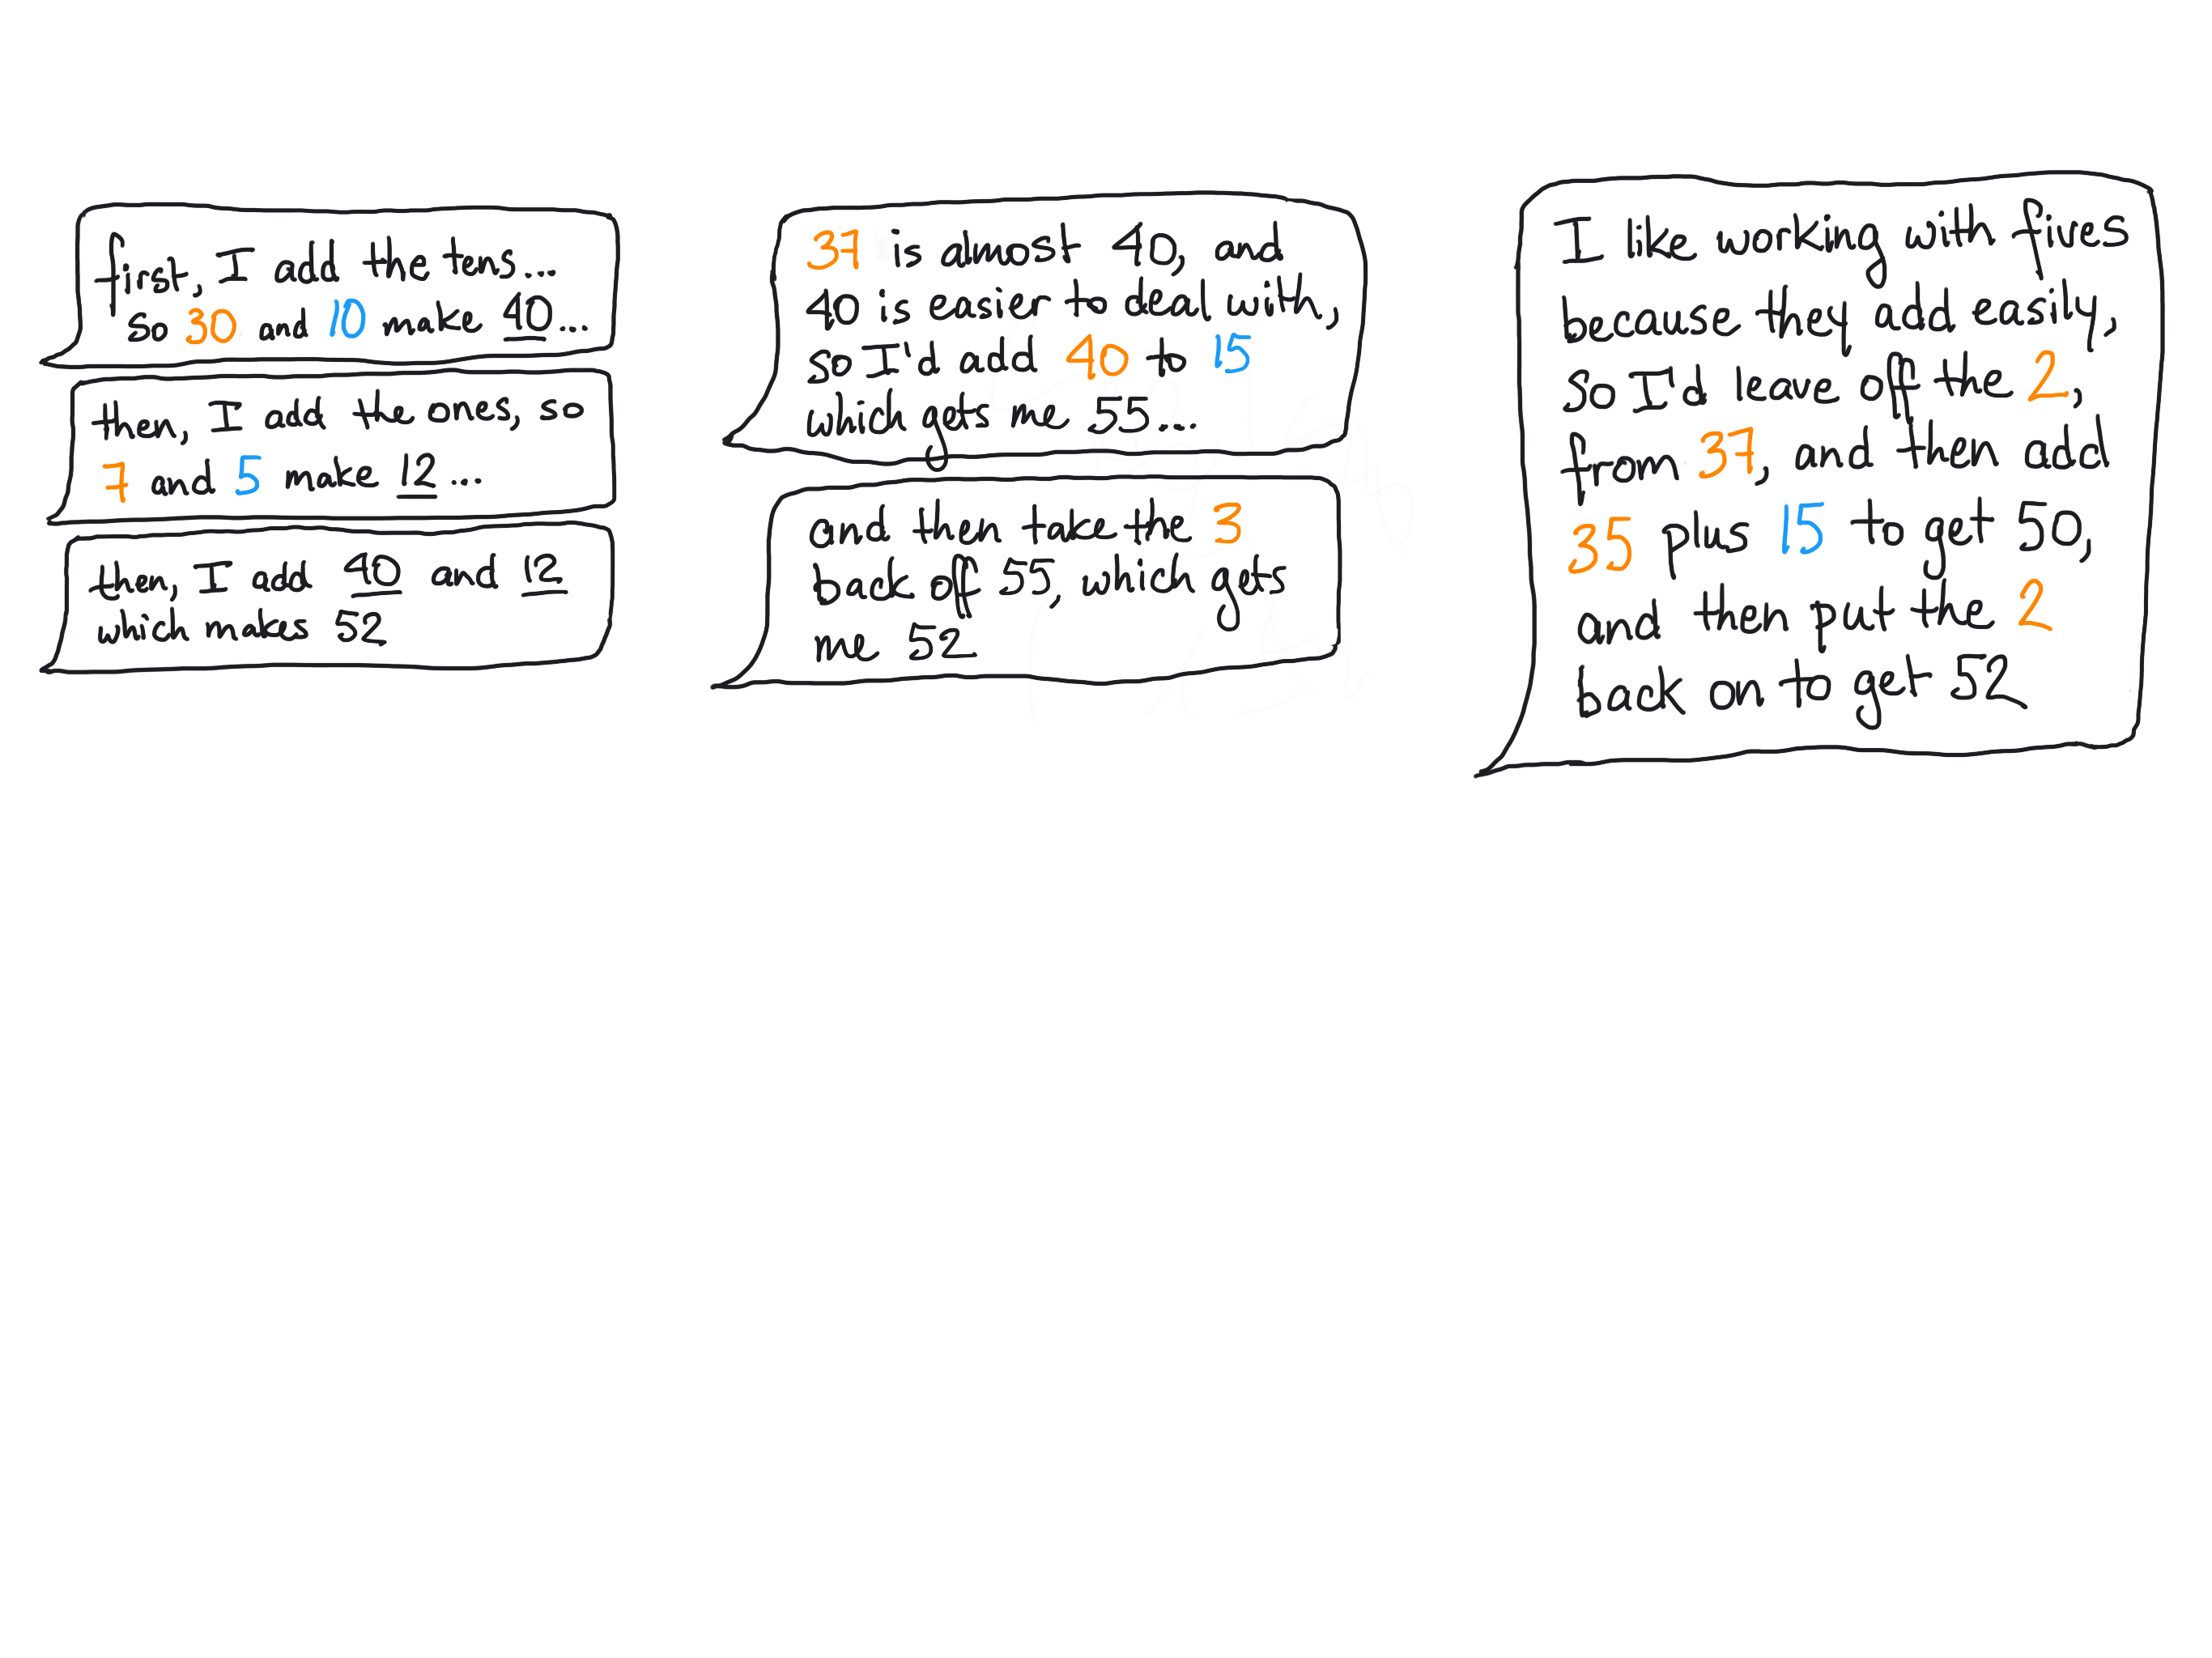 first, I add the tens...
so 30 and 10 make 40...
then, I add the ones, so
7 and 5 make 12...
then, I add 40 and 12
which makes 52
37 is almost 40, and
40 is easier to deal with,
so I'd add 40 to 15
which gets me 55...
and then take the 3
back off 55, which gets
me 52
I like working with fives
because they add easily,
so I'd leave off the 2,
from 37, and then add
35 plus 15 to get 50,
and then put the 2
back on to get 52